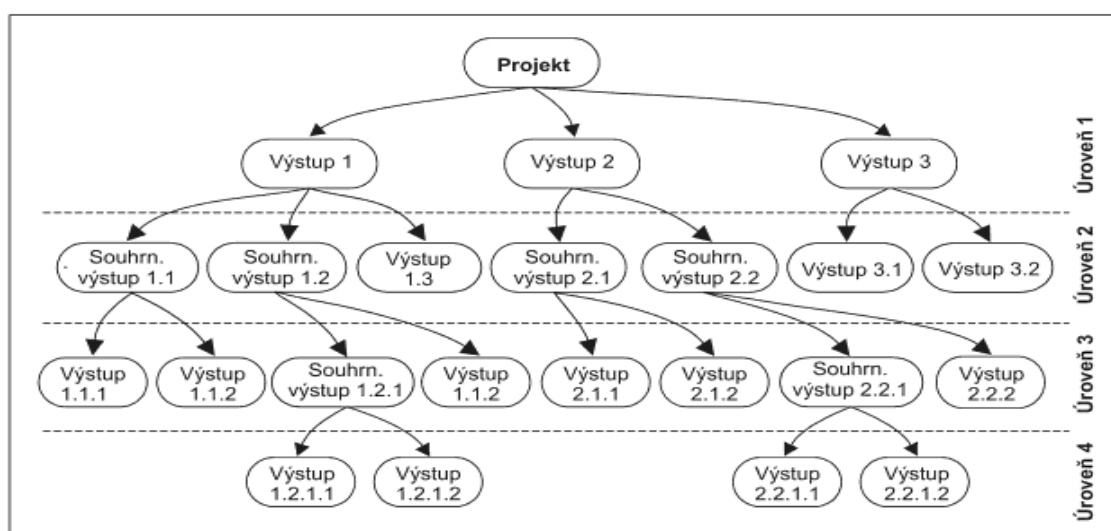 Projekt
Výstup 1
Výstup 2
Výstup 3
Úroveň 1
Souhrn.
výstup 1.1
Souhrn.
výstup 1.2
Výstup
1.3
Souhrn.
výstup 2.1
Souhrn.
výstup 2.2
Výstup 3.1
Výstup 3.2
Úroveň 2
Výstup
1.1.1
Výstup
1.1.2
Souhrn.
výstup 1.2.1
Výstup
1.1.2
Výstup
2.1.1
Výstup
2.1.2
Souhrn.
výstup 2.2.1
Výstup
2.2.2
Úroveň 3
Výstup
1.2.1.1
Výstup
1.2.1.2
Výstup
2.2.1.1
Výstup
2.2.1.2
Úroveň 4